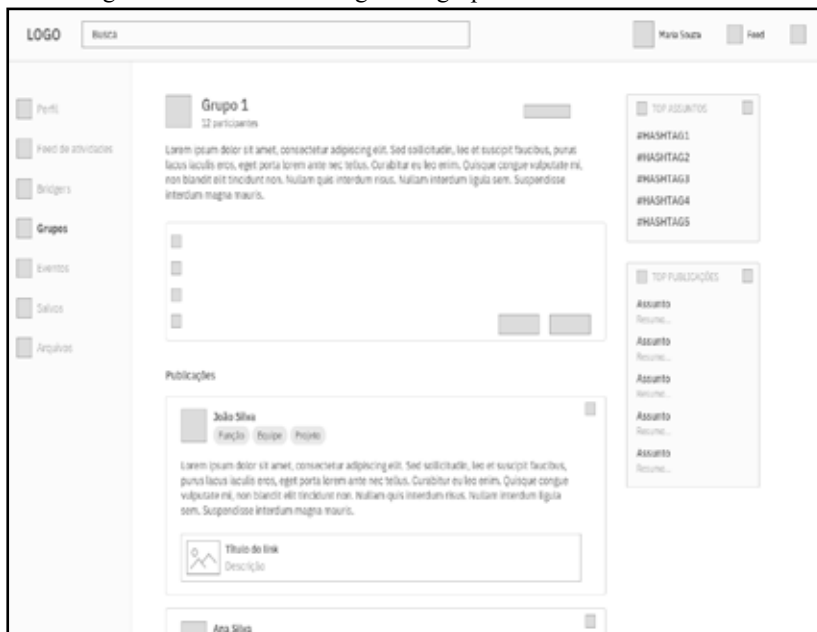 LOGO
Busca
Maria Souza
Feed
Perfil
Feed de atividades
Bridgers
Grupos
Eventos
Salvos
Arquivos
Grupo 1
12 participantes
Lorem ipsum dolor sit amet, consectetur adipiscing elit. Sed sollicitudin, leo et suscipit faucibus, purus
lacus iaculis eros, eget porta lorem ante nec tellus. Curabitur eu leo enim. Quisque congue vulputate mi,
non blandit elit tincidunt non. Nullam quis interdum risus. Nullam interdum ligula sem. Suspendisse
interdum magna mauris.
Publicações
João Silva
Função Equipe Projeto
Lorem ipsum dolor sit amet, consectetur adipiscing elit. Sed sollicitudin, leo et suscipit faucibus,
purus lacus iaculis eros, eget porta lorem ante nec tellus. Curabitur eu leo enim. Quisque congue
vulputate mi, non blandit elit tincidunt non. Nullam quis interdum risus. Nullam interdum ligula
sem. Suspendisse interdum magna mauris.
Título do link
Descrição
Ana Silva
TOP ASSUNTOS
#HASHTAG1
#HASHTAG2
#HASHTAG3
#HASHTAG4
#HASHTAG5
TOP PUBLICAÇÕES
Assunto
Resumo...
Assunto
Resumo...
Assunto
Resumo...
Assunto
Resumo...
Assunto
Resumo...